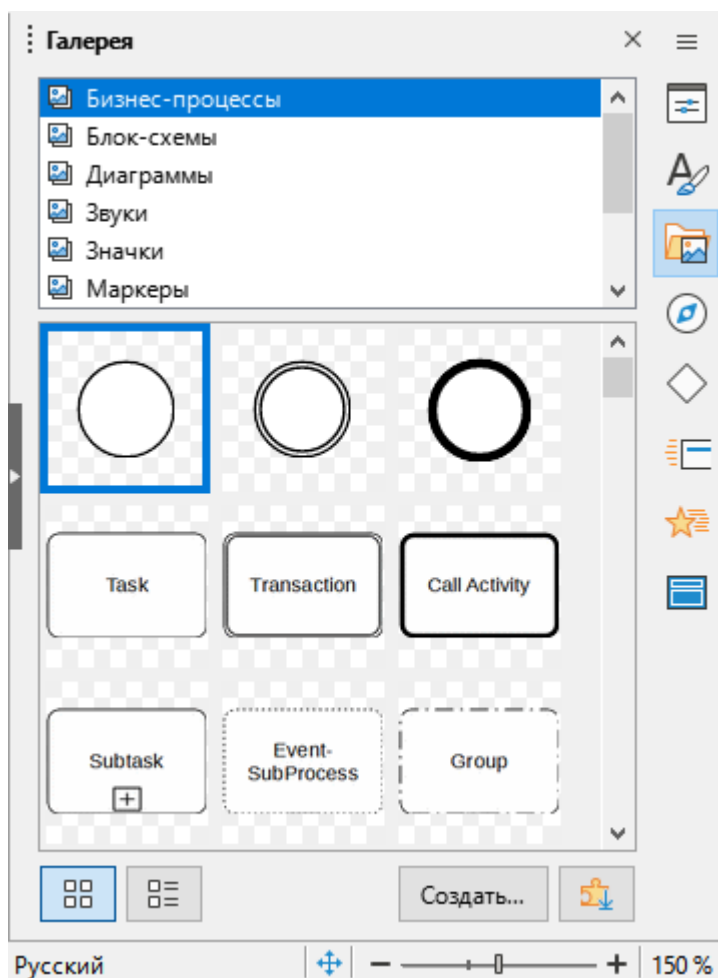 Галерея
Бизнес-процессы
Блок-схемы
Диаграммы
Звуки
Значки
Маркеры
Task
Transaction
Call Activity
Subtask
Event-
SubProcess
Group
Создать...
Русский
150 %